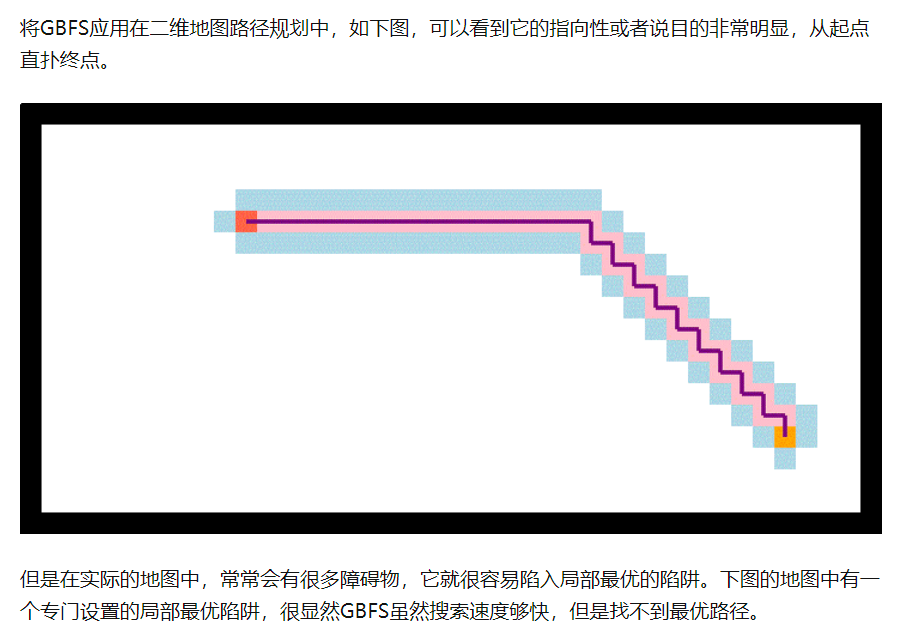 将GBFS应用在二维地图路径规划中，如下图，可以看到它的指向性或者说目的非常明显，从起点
直扑终点。
但是在实际的地图中，常常会有很多障碍物，它就很容易陷入局部最优的陷阱。下图的地图中有一
个专门设置的局部最优陷阱，很显然GBFS虽然搜索速度够快，但是找不到最优路径。